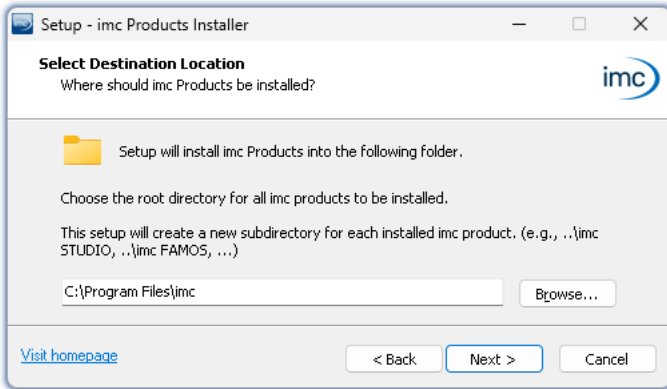 Setup - imc Products Installer
Select Destination Location
Where should imc Products be installed?
imc
Setup will install imc Products into the following folder.
Choose the root directory for all imc products to be installed.
This setup will create a new subdirectory for each installed imc product. (e.g., ..\imc
STUDIO, ..\imc FAMOS, ...)
C:\Program Files\imc
Browse...
Visit homepage
< Back
Next >
Cancel